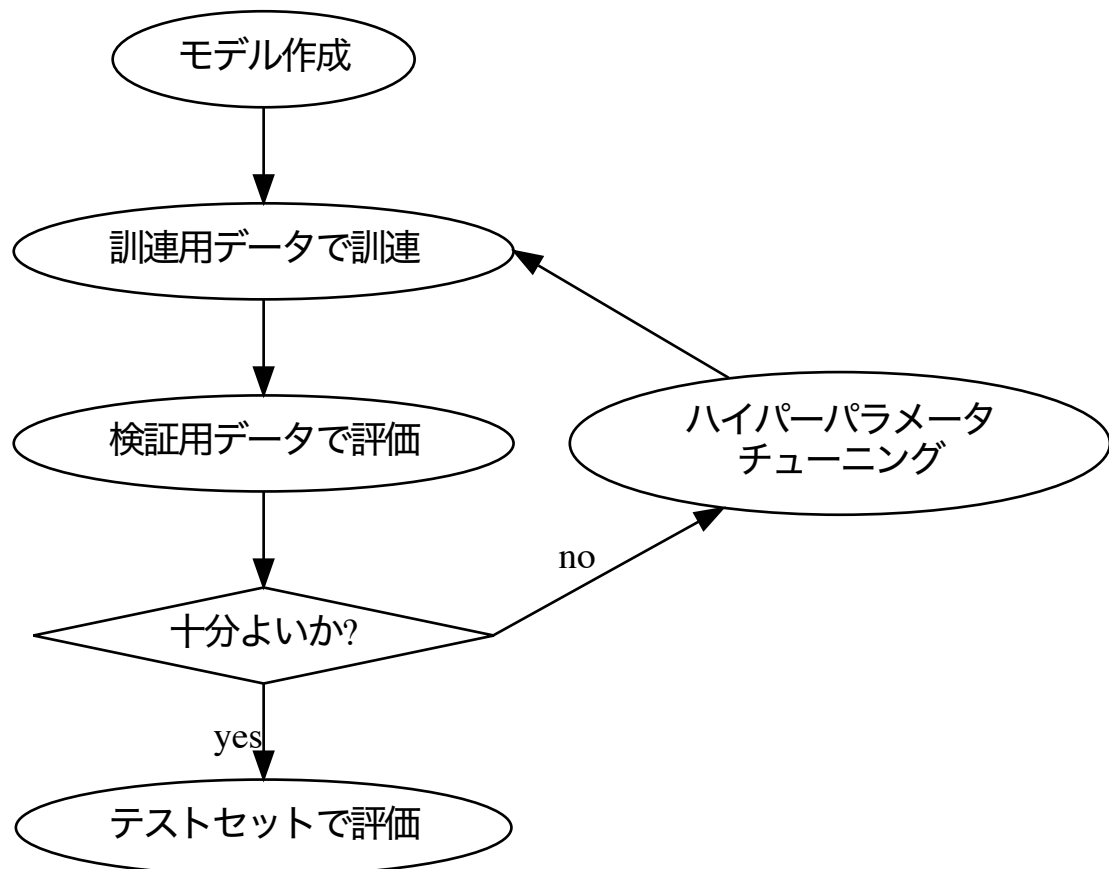 モデル作成
訓練用データで訓練
検証用データで評価
ハイパーパラメータ
チューニング
no
十分よいか?
yes
テストセットで評価